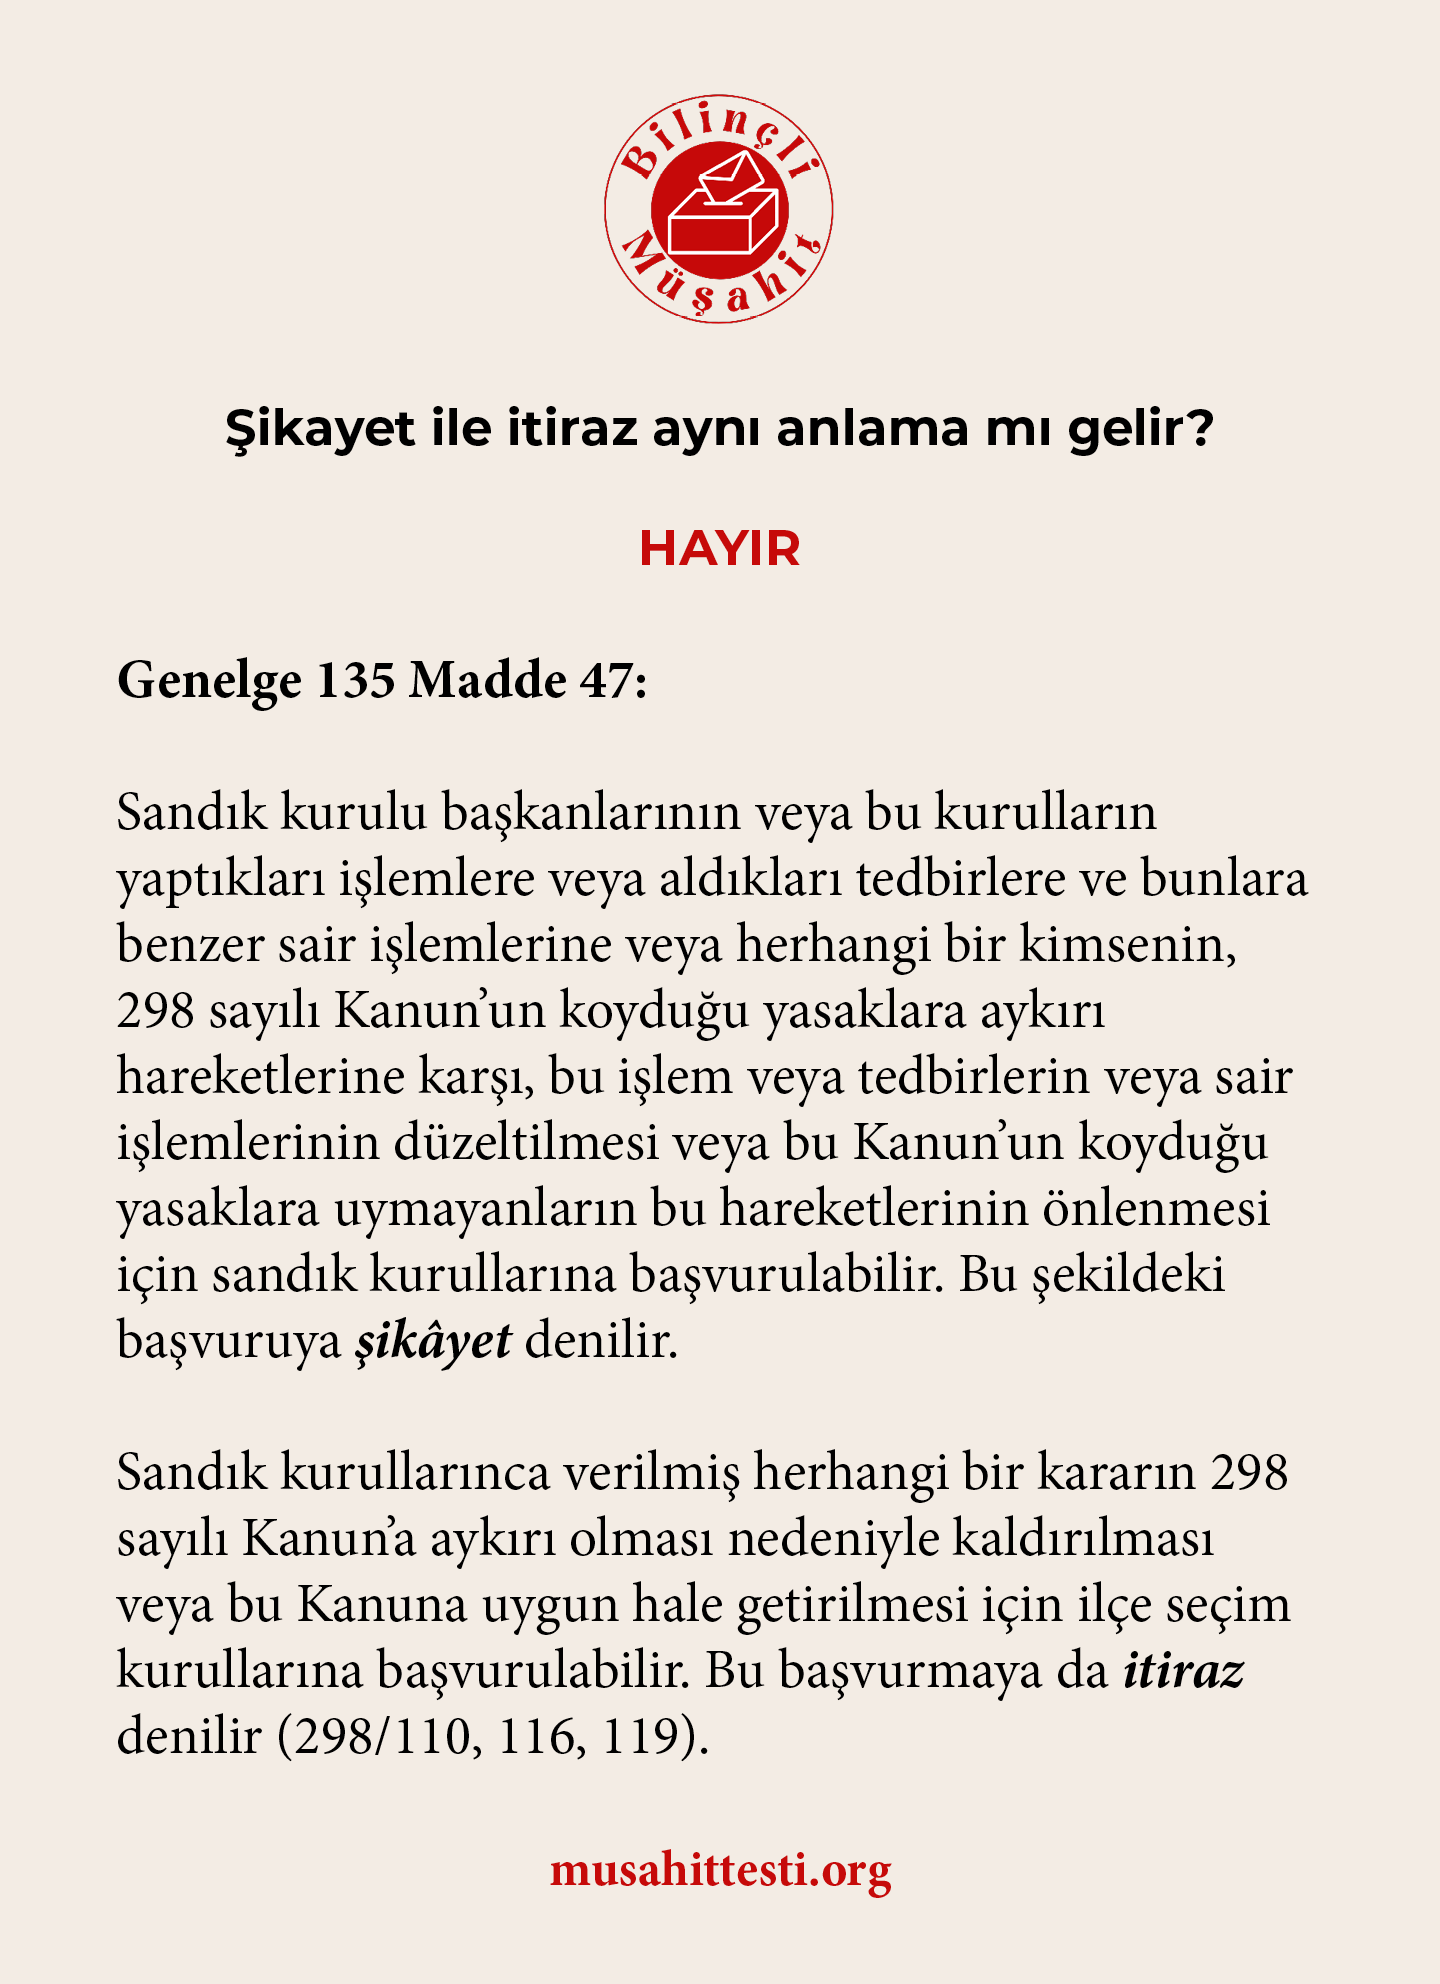 Bilinçli
Müşahit
Şikayet ile itiraz aynı anlama mı gelir?
HAYIR
Genelge 135 Madde 47:
Sandık kurulu başkanlarının veya bu kurulların
yaptıkları işlemlere veya aldıkları tedbirlere ve bunlara
benzer sair işlemlerine veya herhangi bir kimsenin,
298 sayılı Kanun’un koyduğu yasaklara aykırı
hareketlerine karşı, bu işlem veya tedbirlerin veya sair
işlemlerinin düzeltilmesi veya bu Kanun’un koyduğu
yasaklara uymayanların bu hareketlerinin önlenmesi
için sandık kurullarına başvurulabilir. Bu şekildeki
başvuruya şikâyet denilir.
Sandık kurullarınca verilmiş herhangi bir kararın 298
sayılı Kanun’a aykırı olması nedeniyle kaldırılması
veya bu Kanuna uygun hale getirilmesi için ilçe seçim
kurullarına başvurulabilir. Bu başvurmaya da itiraz
denilir (298/110, 116, 119).
musahittesti.org